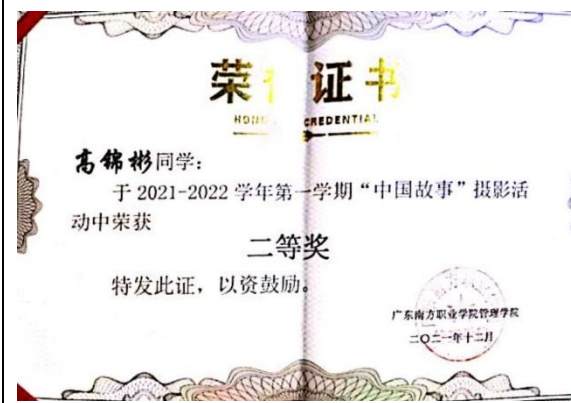 荣 证书
CREDENTIAL
高锦彬同学：
于 2021-2022 学年第一学期“中国故事”摄影活
动中荣获
二等奖
特发此证，以资鼓励。
广东南方职业学院管理学院
二〇二一年十二月